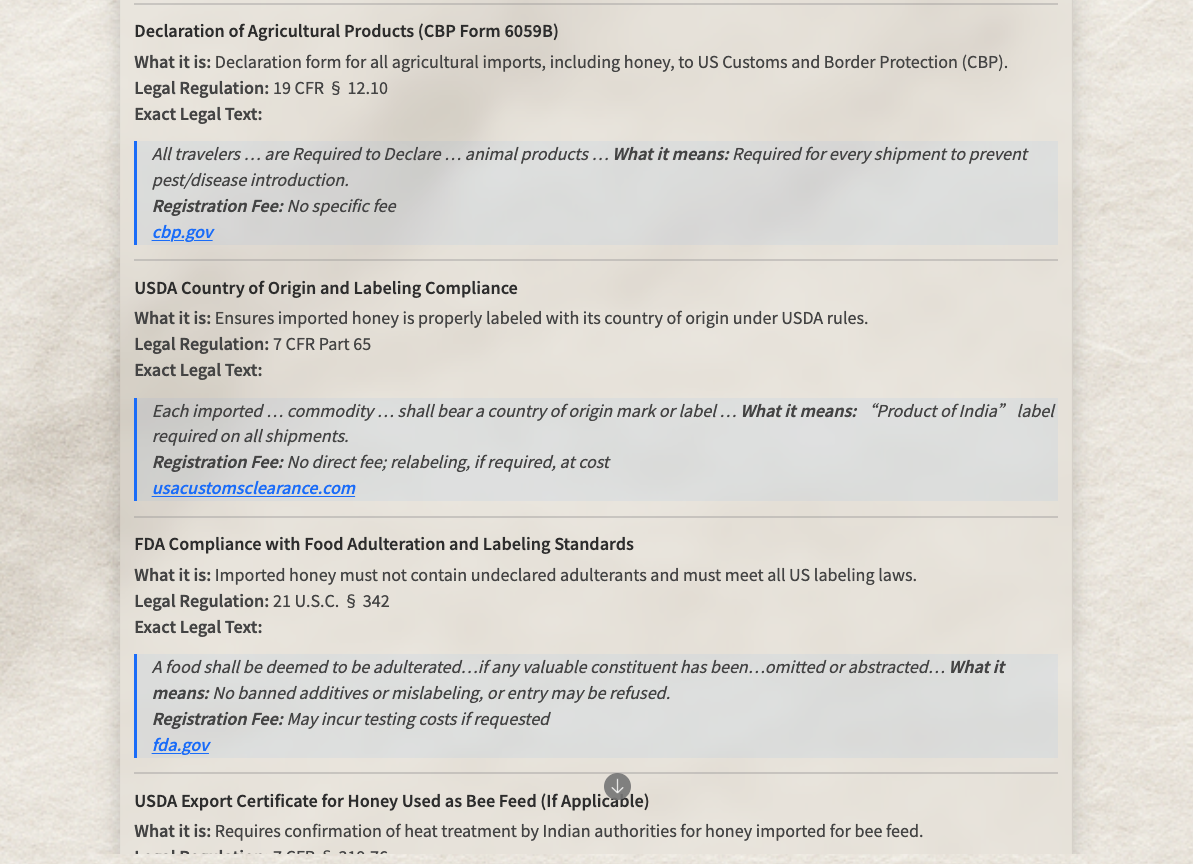 Declaration of Agricultural Products (CBP Form 6059B)
What it is: Declaration form for all agricultural imports, including honey, to US Customs and Border Protection (CBP).
Legal Regulation: 19 CFR § 12.10
Exact Legal Text:
All travelers … are Required to Declare … animal products … What it means: Required for every shipment to prevent
pest/disease introduction.
Registration Fee: No specific fee
cbp.gov
USDA Country of Origin and Labeling Compliance
What it is: Ensures imported honey is properly labeled with its country of origin under USDA rules.
Legal Regulation: 7 CFR Part 65
Exact Legal Text:
Each imported … commodity … shall bear a country of origin mark or label … What it means: “Product of India” label
required on all shipments.
Registration Fee: No direct fee; relabeling, if required, at cost
usacustomsclearance.com
FDA Compliance with Food Adulteration and Labeling Standards
What it is: Imported honey must not contain undeclared adulterants and must meet all US labeling laws.
Legal Regulation: 21 U.S.C. § 342
Exact Legal Text:
A food shall be deemed to be adulterated…if any valuable constituent has been…omitted or abstracted… What it
means: No banned additives or mislabeling, or entry may be refused.
Registration Fee: May incur testing costs if requested
fda.gov
USDA Export Certificate for Honey Used as Bee Feed (If Applicable)
What it is: Requires confirmation of heat treatment by Indian authorities for honey imported for bee feed.
Legal Regulation: 7 CFR §